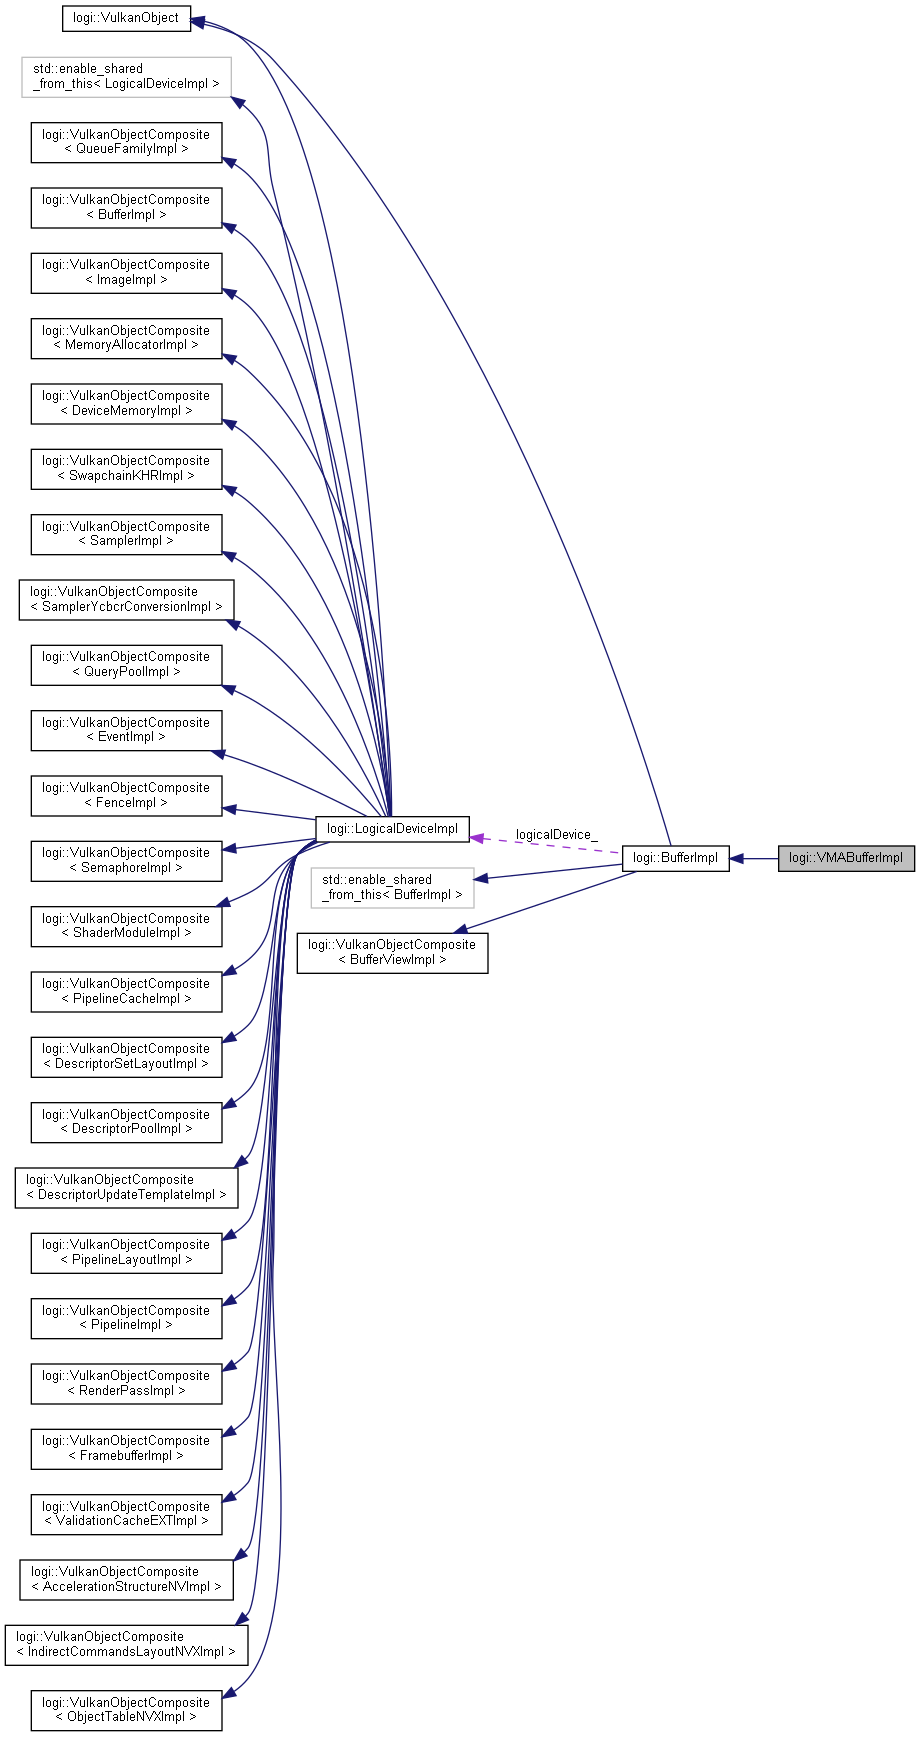 logi::VulkanObject
std::enable_shared
_from_this< LogicalDeviceImpl >
logi::VulkanObjectComposite
< QueueFamilyImpl >
logi::VulkanObjectComposite
< BufferImpl >
logi::VulkanObjectComposite
< ImageImpl >
logi::VulkanObjectComposite
< MemoryAllocatorImpl >
logi::VulkanObjectComposite
< DeviceMemoryImpl >
logi::VulkanObjectComposite
< SwapchainKHRImpl >
logi::VulkanObjectComposite
< SamplerImpl >
logi::VulkanObjectComposite
< SamplerYcbcrConversionImpl >
logi::VulkanObjectComposite
< QueryPoolImpl >
logi::VulkanObjectComposite
< EventImpl >
logi::VulkanObjectComposite
< FenceImpl >
logi::VulkanObjectComposite
< SemaphoreImpl >
logi::VulkanObjectComposite
< ShaderModuleImpl >
logi::VulkanObjectComposite
< PipelineCacheImpl >
logi::VulkanObjectComposite
< DescriptorSetLayoutImpl >
logi::VulkanObjectComposite
< DescriptorPoolImpl >
logi::VulkanObjectComposite
< DescriptorUpdateTemplateImpl >
logi::VulkanObjectComposite
< PipelineLayoutImpl >
logi::VulkanObjectComposite
< PipelineImpl >
logi::VulkanObjectComposite
< RenderPassImpl >
logi::VulkanObjectComposite
< FramebufferImpl >
logi::VulkanObjectComposite
< ValidationCacheEXTImpl >
logi::VulkanObjectComposite
< AccelerationStructureNVImpl >
logi::VulkanObjectComposite
< IndirectCommandsLayoutNVXImpl >
logi::VulkanObjectComposite
< ObjectTableNVXImpl >
logi::LogicalDeviceImpl
std::enable_shared
_from_this< BufferImpl >
logi::VulkanObjectComposite
< BufferViewImpl >
logicalDevice_
logi::BufferImpl
logi::VMABufferImpl